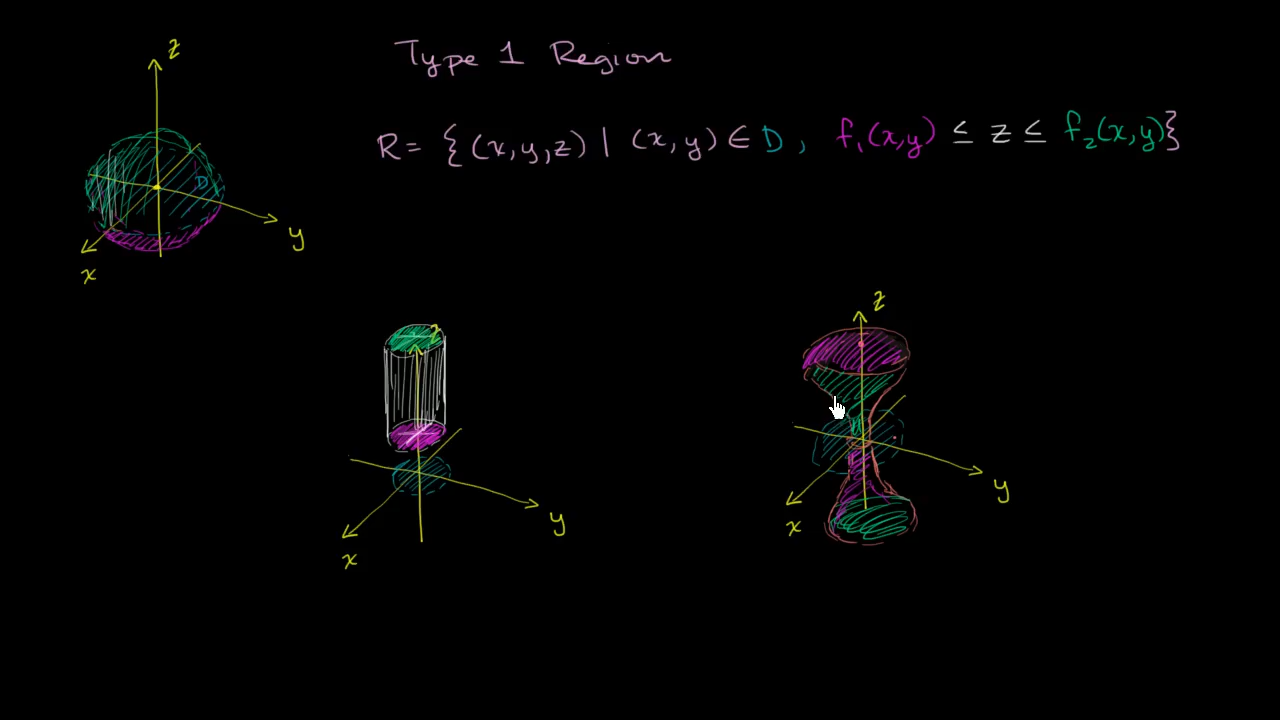 z
Type 1 Region
R = {(x,y,z) | (x,y) ∈ D, f₁(x,y) ≤ z ≤ f₂(x,y)}
D
y
x
z
z
y
x
y
x